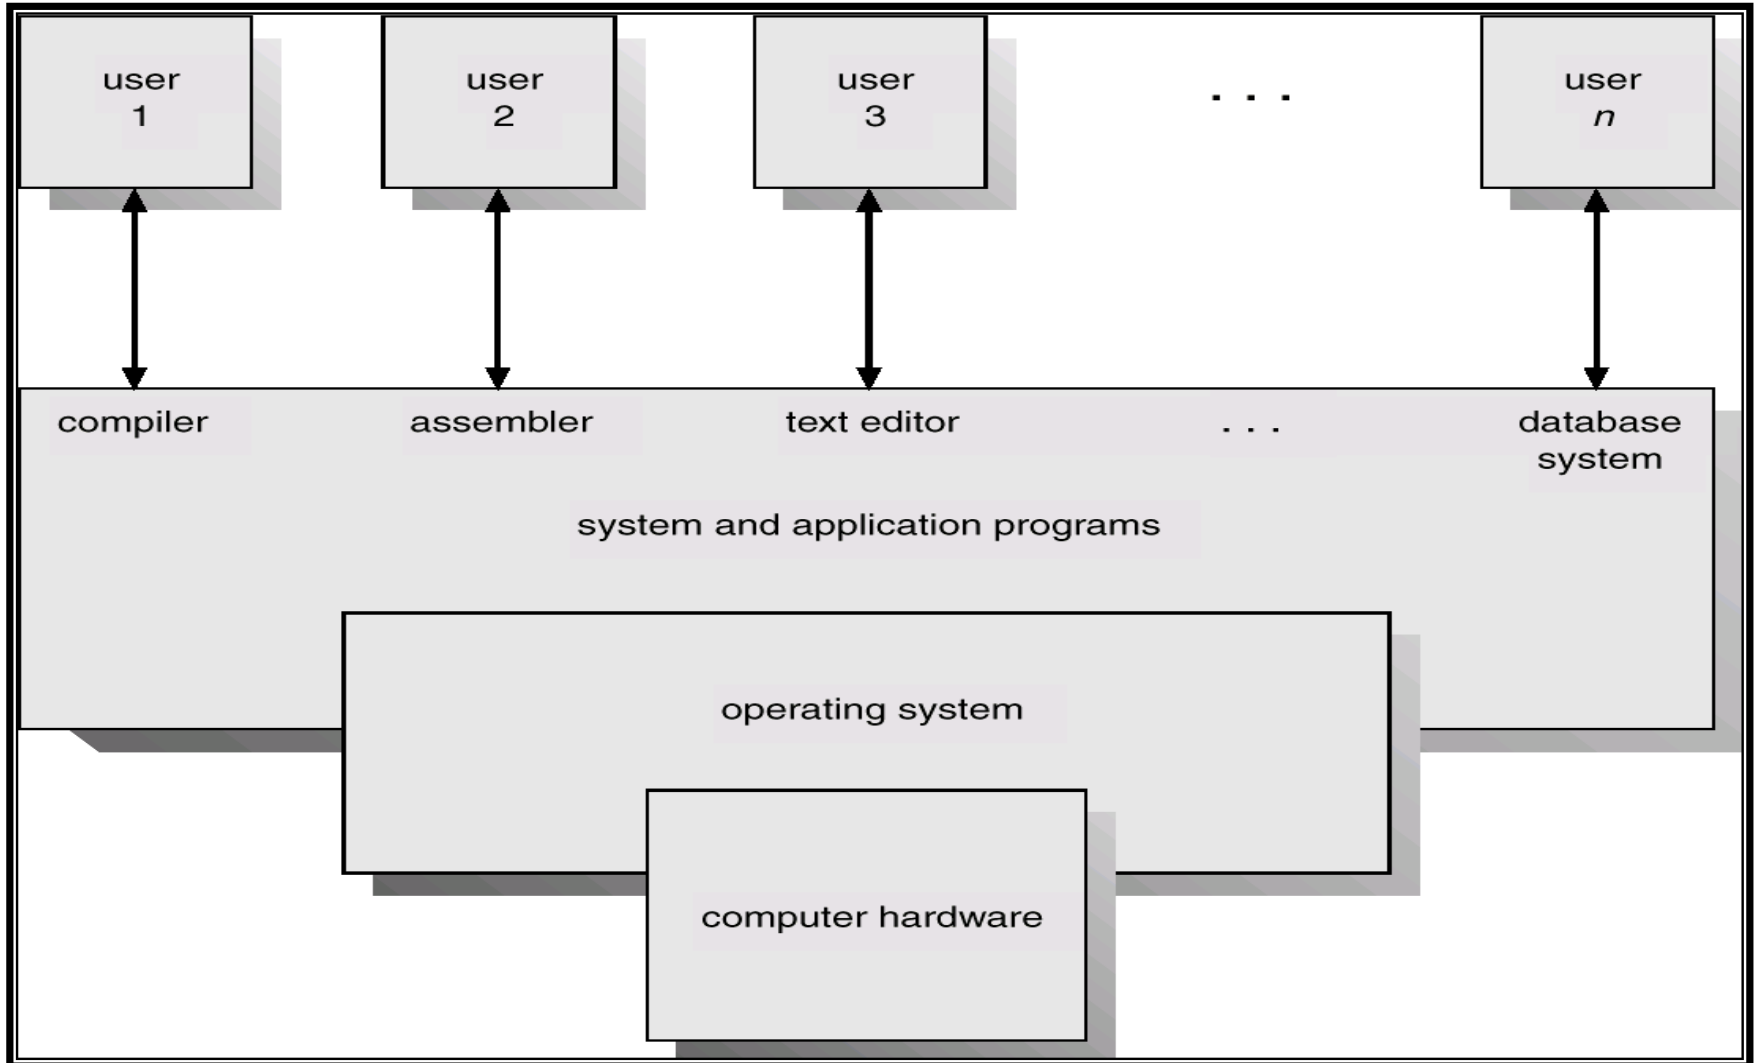 user
1
user
2
user
3
. . .
user
n
compiler
assembler
text editor
. . .
database
system
system and application programs
operating system
computer hardware